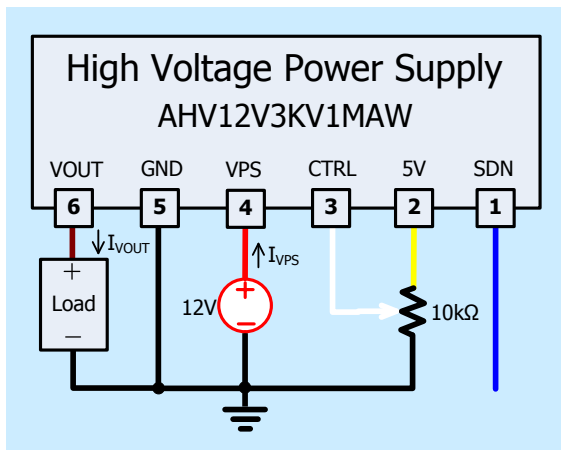 High Voltage Power Supply
AHV12V3KV1MAW
VOUT GND VPS CTRL 5V SDN
6 5 4 3 2 1
IVOUT IVPS
+ +
Load 12V 10kΩ
− −